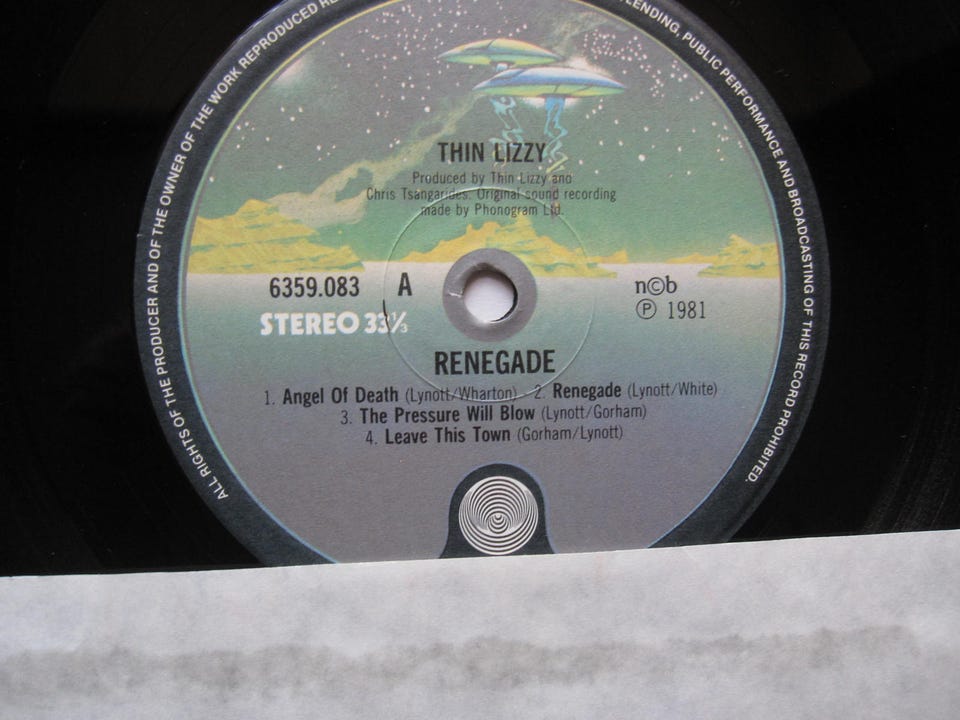 ALL RIGHTS OF THE PRODUCER AND OF THE OWNER OF THE WORK REPRODUCED
LENDING, PUBLIC PERFORMANCE AND BROADCASTING OF THIS RECORD PROHIBITED.
THIN LIZZY
Produced by Thin Lizzy and
Chris Tsangarides. Original sound recording
made by Phonogram Ltd.
6359.083 A
n©b
STEREO 33⅓
℗ 1981
RENEGADE
1. Angel Of Death (Lynott/Wharton) 2. Renegade (Lynott/White)
3. The Pressure Will Blow (Lynott/Gorham)
4. Leave This Town (Gorham/Lynott)